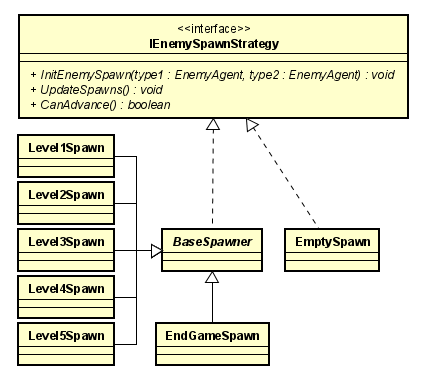 <<interface>>
IEnemySpawnStrategy
+ InitEnemySpawn(type1 : EnemyAgent, type2 : EnemyAgent) : void
+ UpdateSpawns() : void
+ CanAdvance() : boolean
Level1Spawn
Level2Spawn
Level3Spawn
BaseSpawner
EmptySpawn
Level4Spawn
Level5Spawn
EndGameSpawn